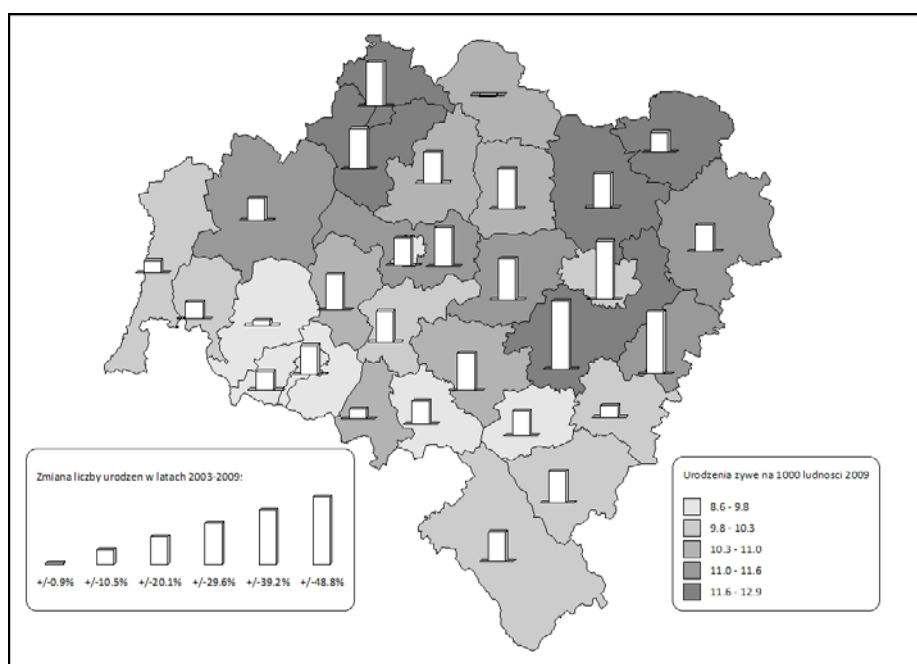 Zmiana liczby urodzen w latach 2003-2009:
+/-0.9% +/-10.5% +/-20.1% +/-29.6% +/-39.2% +/-48.8%
Urodzenia zywe na 1000 ludnosci 2009
8.6 - 9.8
9.8 - 10.3
10.3 - 11.0
11.0 - 11.6
11.6 - 12.9